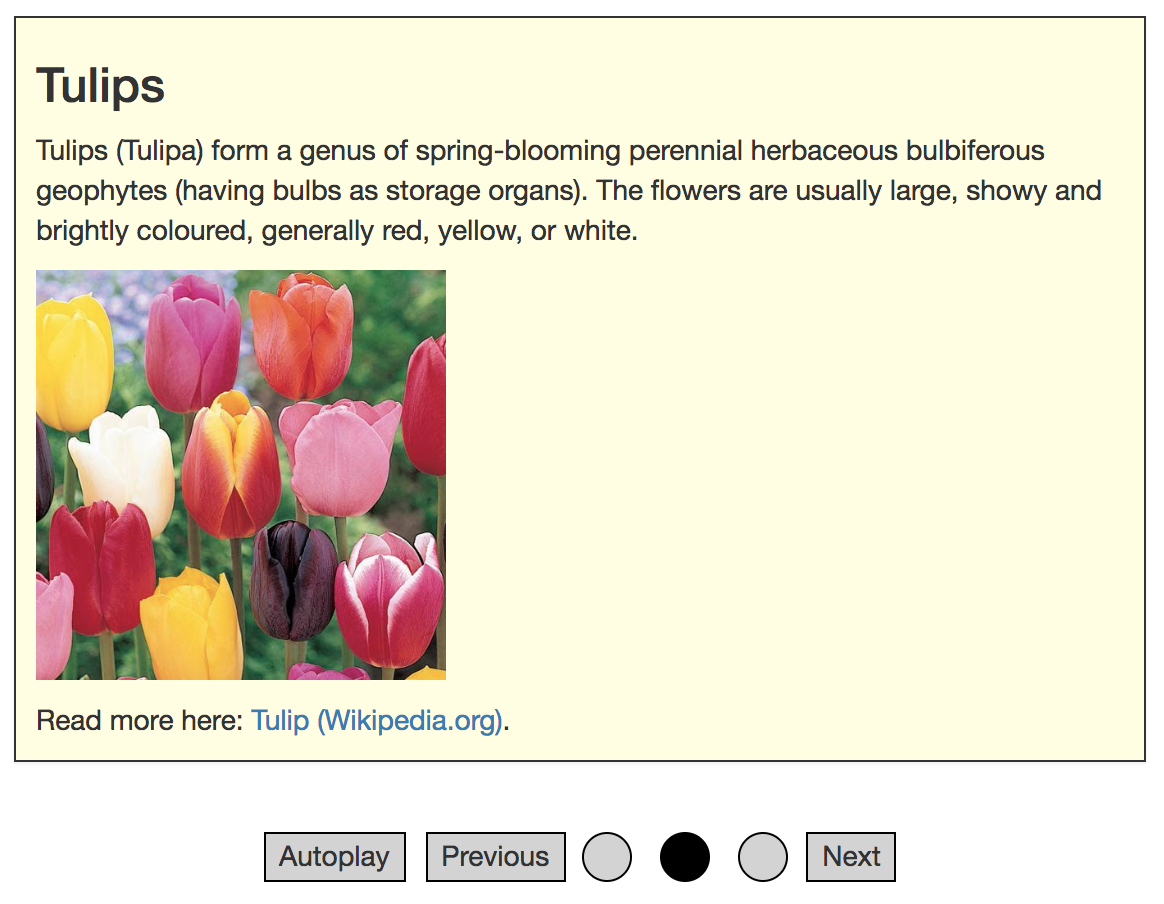 Tulips
Tulips (Tulipa) form a genus of spring-blooming perennial herbaceous bulbiferous
geophytes (having bulbs as storage organs). The flowers are usually large, showy and
brightly coloured, generally red, yellow, or white.
Read more here: Tulip (Wikipedia.org).
Autoplay Previous Next